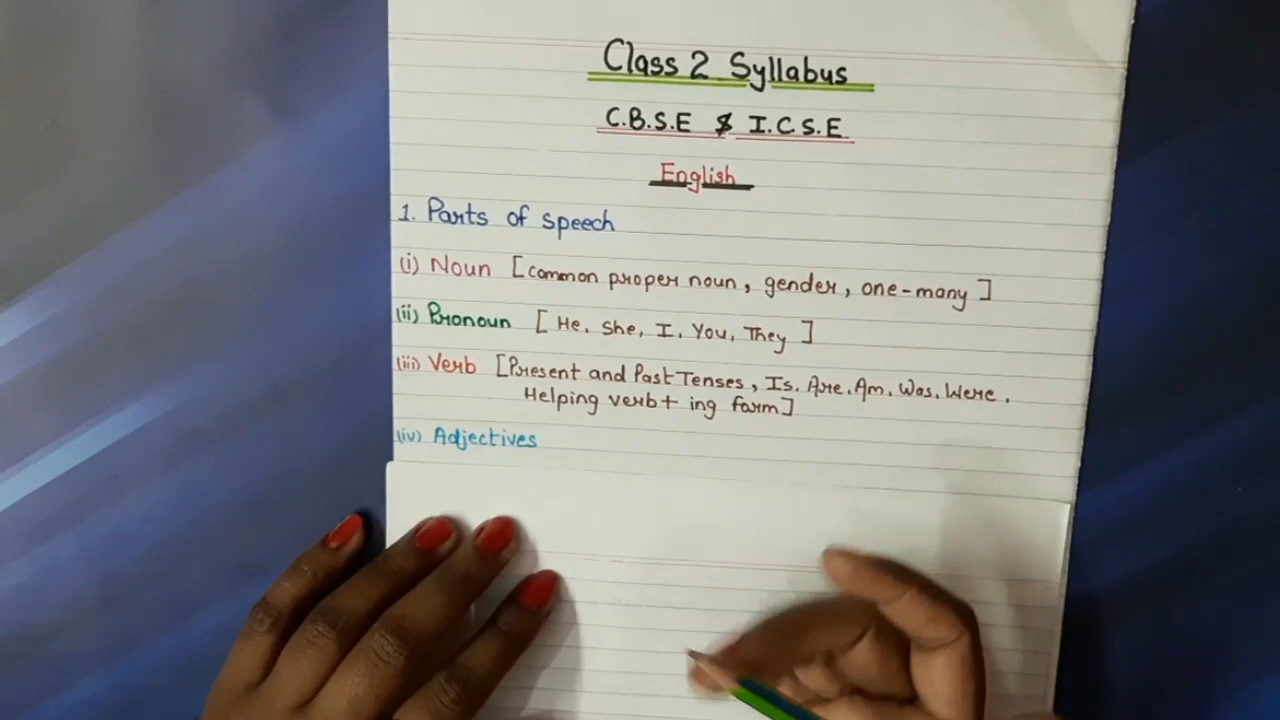 Class 2 Syllabus
C.B.S.E & I.C.S.E
English
1. Parts of speech
(i) Noun [common proper noun, gender, one-many]
(ii) Pronoun [He, She, I, You, They]
(iii) Verb [Present and Past Tenses, Is, Are, Am, Was, Were,
Helping verb + ing farm]
(iv) Adjectives